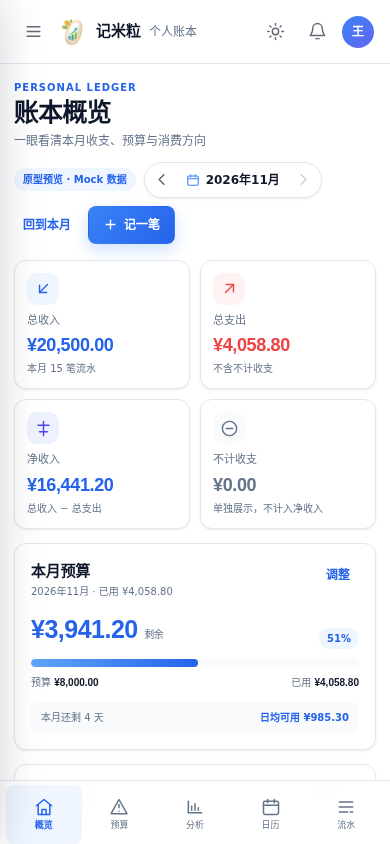 记米粒 个人账本
王
PERSONAL LEDGER
账本概览
一眼看清本月收支、预算与消费方向
原型预览 · Mock 数据
2026年11月
回到本月
记一笔
总收入
¥20,500.00
本月 15 笔流水
总支出
¥4,058.80
不含不计收支
净收入
¥16,441.20
总收入 − 总支出
不计收支
¥0.00
单独展示，不计入净收入
本月预算
调整
2026年11月 · 已用 ¥4,058.80
¥3,941.20 剩余
51%
预算 ¥8,000.00
已用 ¥4,058.80
本月还剩 4 天
日均可用 ¥985.30
概览
预算
分析
日历
流水